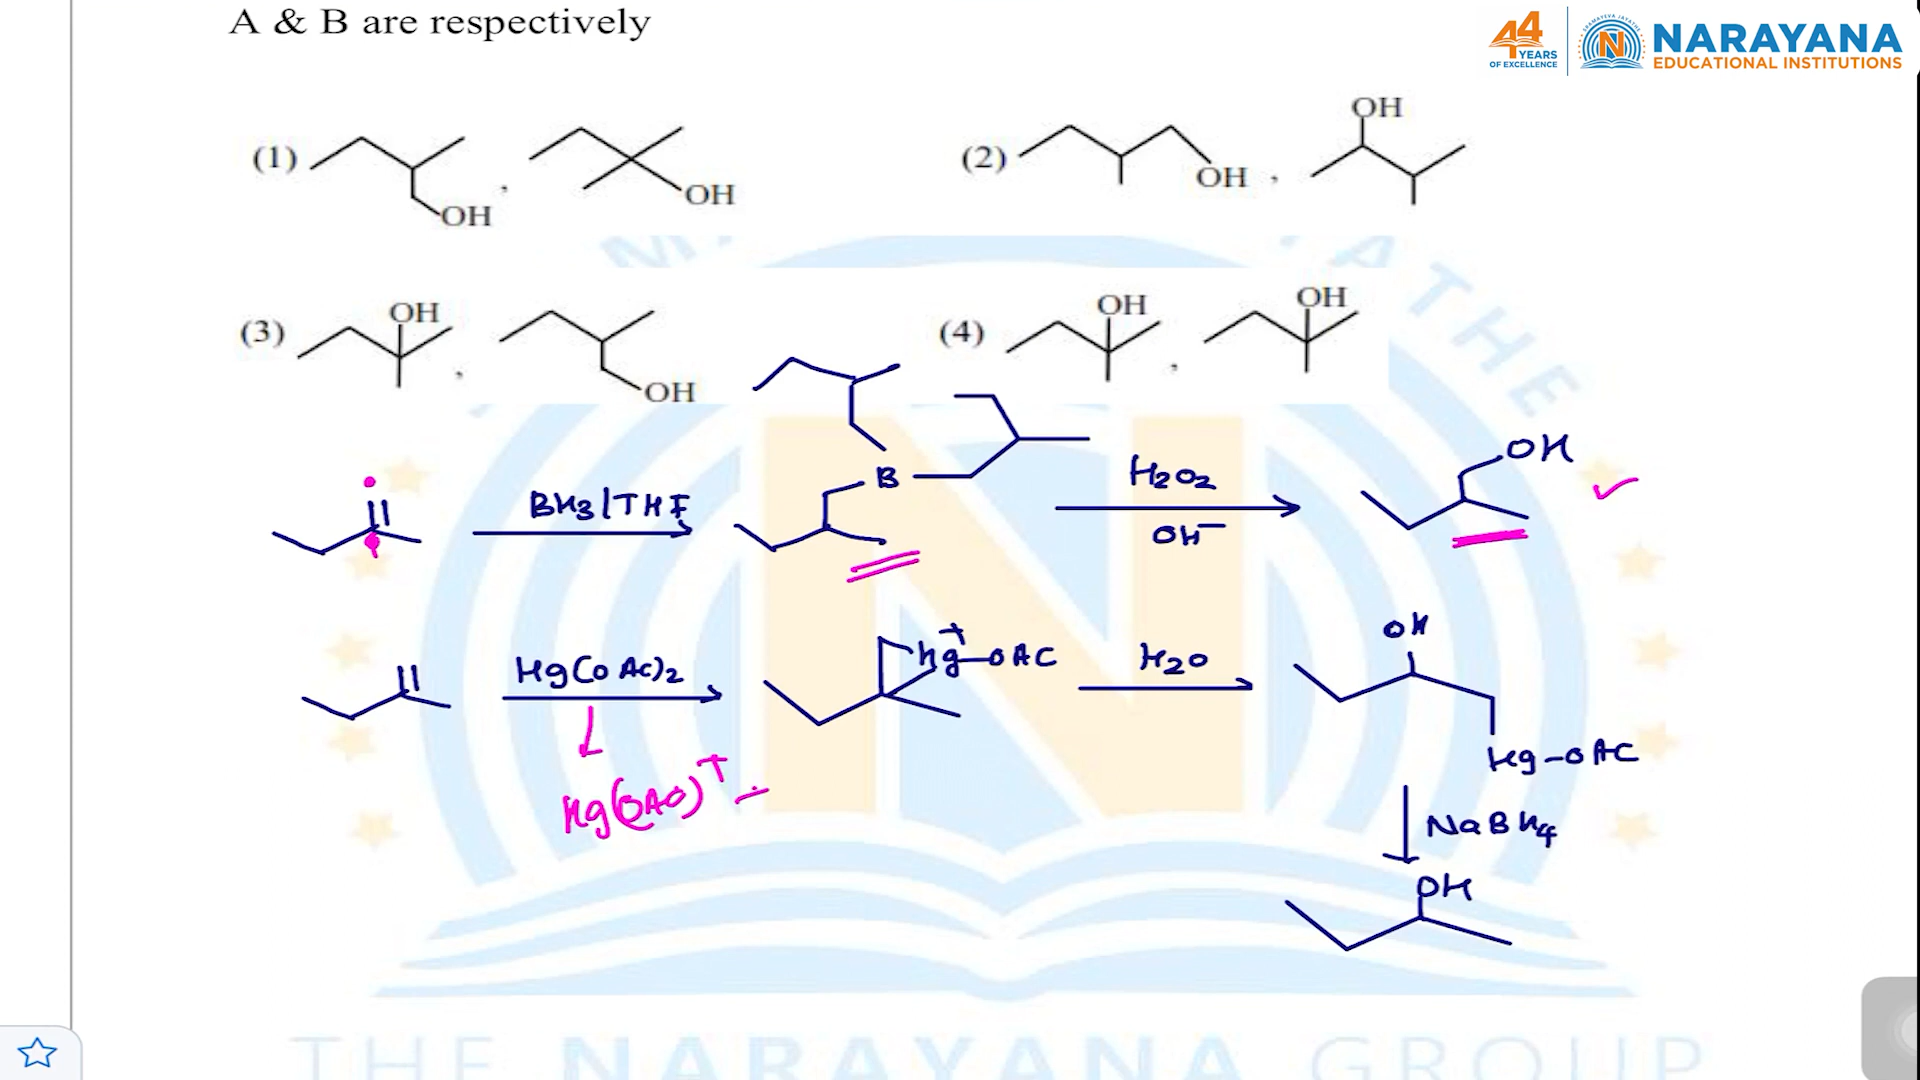 A & B are respectively
44 YEARS OF EXCELLENCE
NARAYANA
EDUCATIONAL INSTITUTIONS
(1) OH , OH
(2) OH , OH
(3) OH , OH
(4) OH , OH
BH3/THF
B
H2O2
OH-
OH
Hg(OAc)2
Hg+-OAC
H2O
OH
Hg-OAC
Hg(OAc)+
NaBH4
OH
THE NARAYANA GROUP